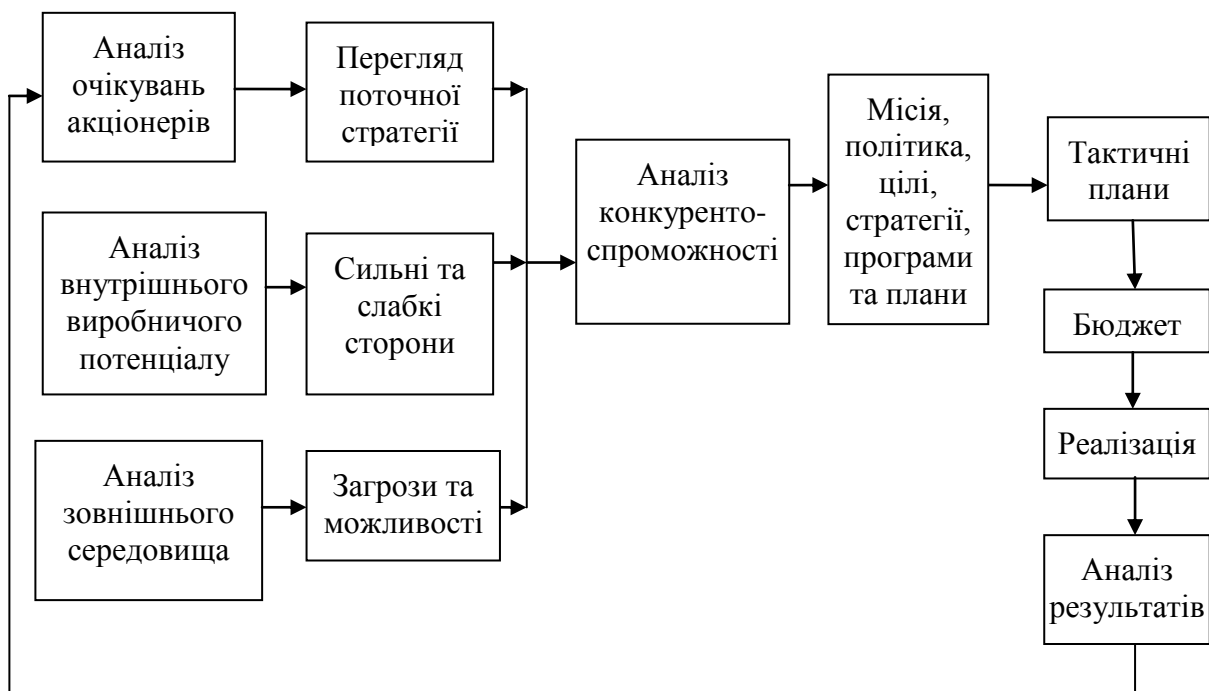 Аналіз
очікувань
акціонерів
Перегляд
поточної
стратегії
Аналіз
внутрішнього
виробничого
потенціалу
Сильні та
слабкі
сторони
Аналіз
зовнішнього
середовища
Загрози та
можливості
Аналіз
конкуренто-
спроможності
Місія,
політика,
цілі,
стратегії,
програми
та плани
Тактичні
плани
Бюджет
Реалізація
Аналіз
результатів